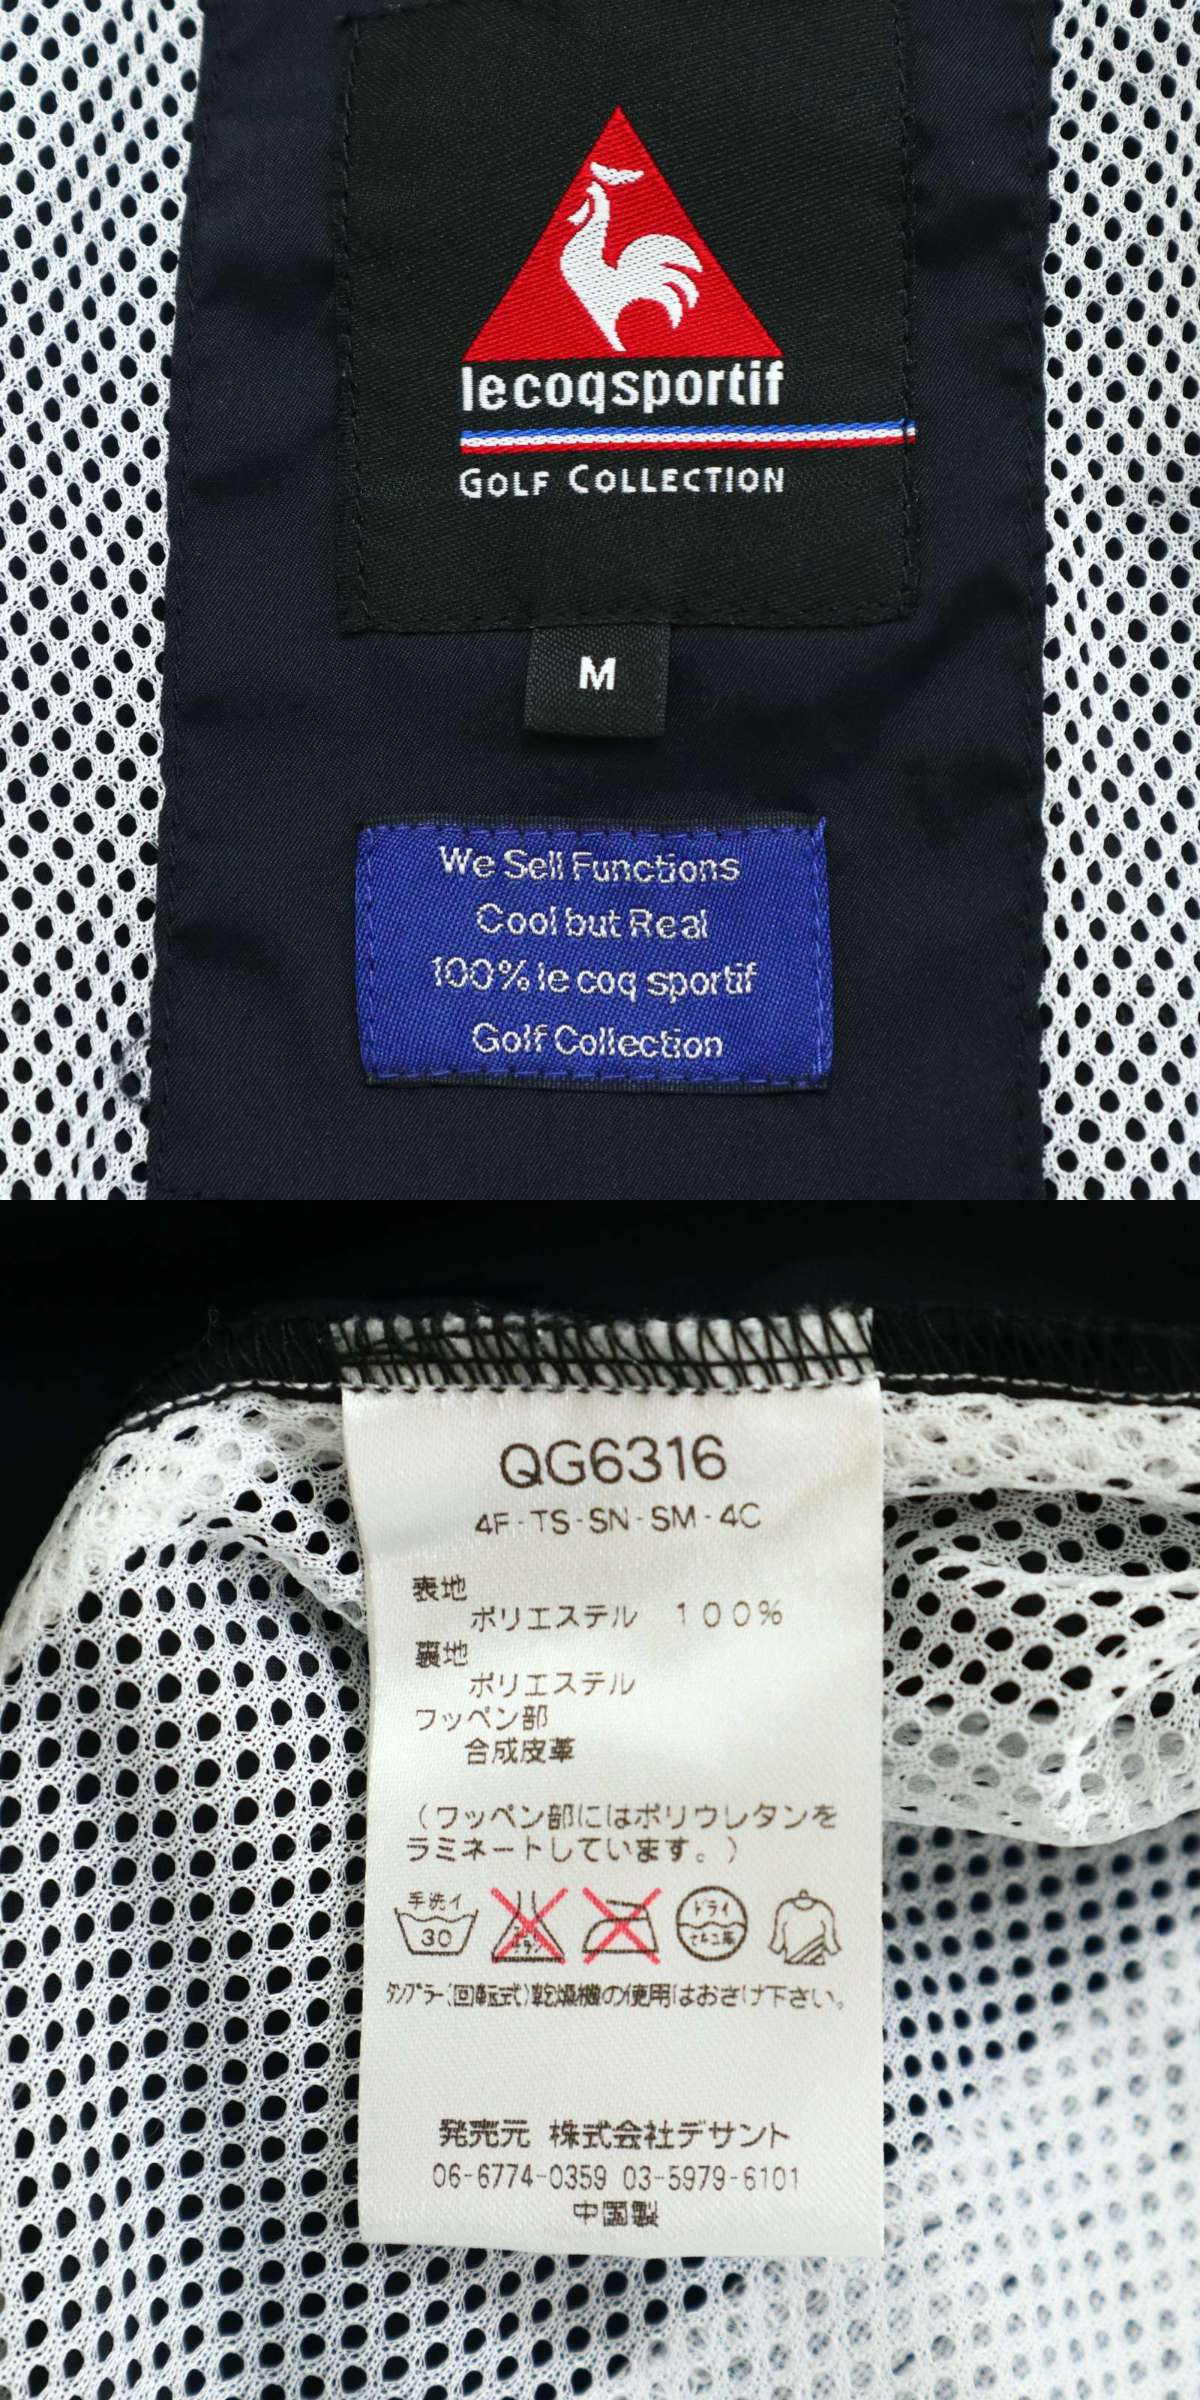 lecoqsportif
GOLF COLLECTION
M
We Sell Functions
Cool but Real
100% le coq sportif
Golf Collection
QG6316
4F-TS-SN-SM-4C
表地
ポリエステル 100%
裏地
ポリエステル
ワッペン部
合成皮革
(ワッペン部にはポリウレタンを
ラミネートしています。)
手洗イ
30
ドライ
タンブラー(回転式)乾燥機の使用はおさけ下さい。
発売元 株式会社デサント
06-6774-0359 03-5979-6101
中国製